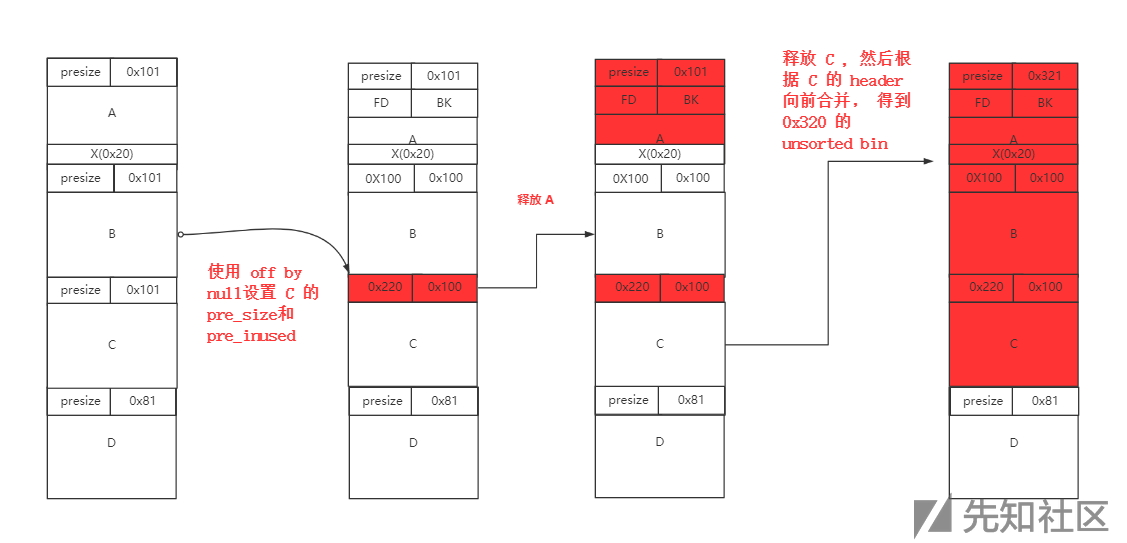 presize 0x101
A
X(0x20)
presize 0x101
B
presize 0x101
C
presize 0x81
D
使用 off by
null设置 C 的
pre_size和
pre_inused
presize 0x101
FD BK
A
X(0x20)
0X100 0x100
B
0x220 0x100
C
presize 0x81
D
释放 A
presize 0x101
FD BK
A
X(0x20)
0X100 0x100
B
0x220 0x100
C
presize 0x81
D
释放 C ，然后根
据 C 的 header
向前合并， 得到
0x320 的
unsorted bin
presize 0x321
FD BK
A
X(0x20)
0X100 0x100
B
0x220 0x100
C
presize 0x81
D
先知社区